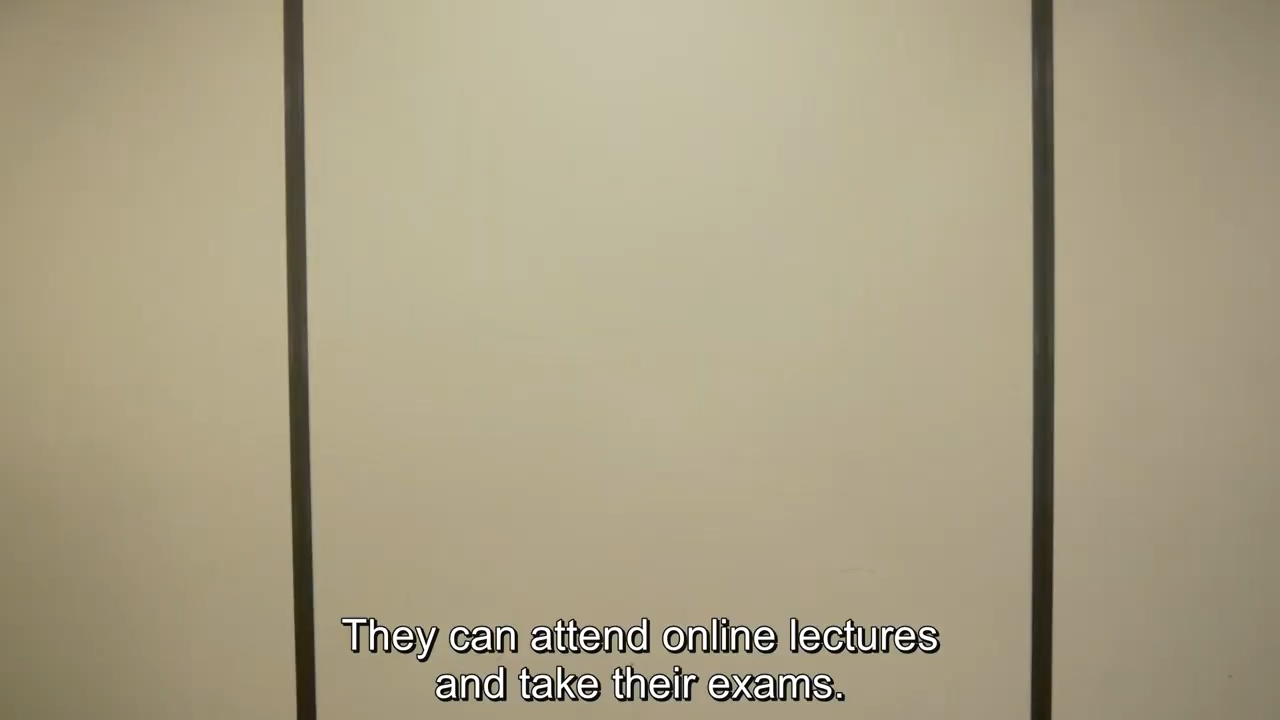 They can attend online lectures
and take their exams.